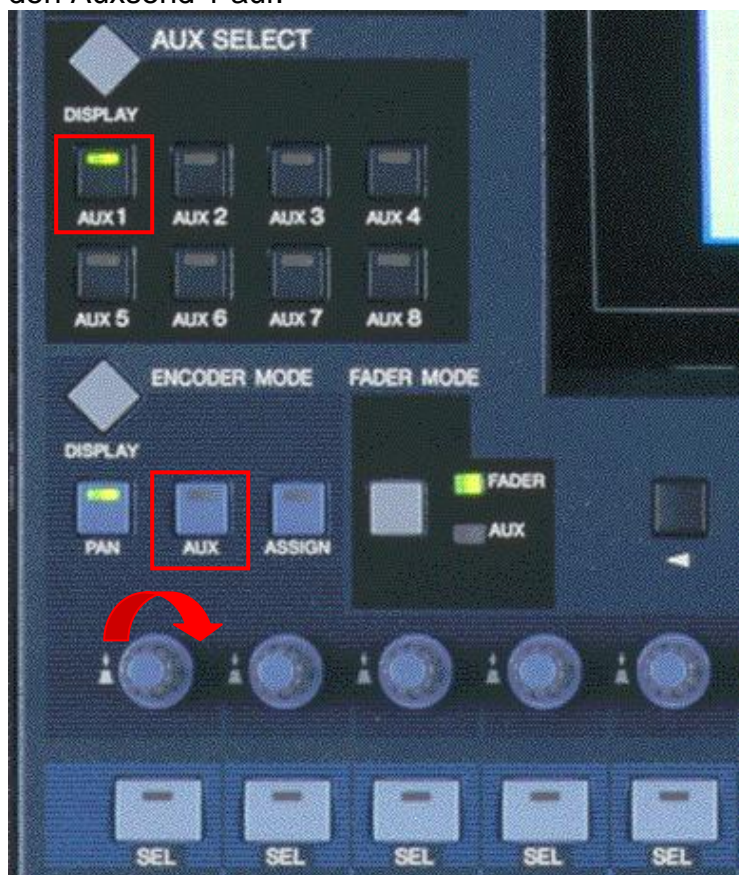 den Auxsend 1 auf.
AUX SELECT
DISPLAY
AUX 1 AUX 2 AUX 3 AUX 4
AUX 5 AUX 6 AUX 7 AUX 8
ENCODER MODE FADER MODE
DISPLAY
FADER
AUX
PAN AUX ASSIGN
SEL SEL SEL SEL SEL